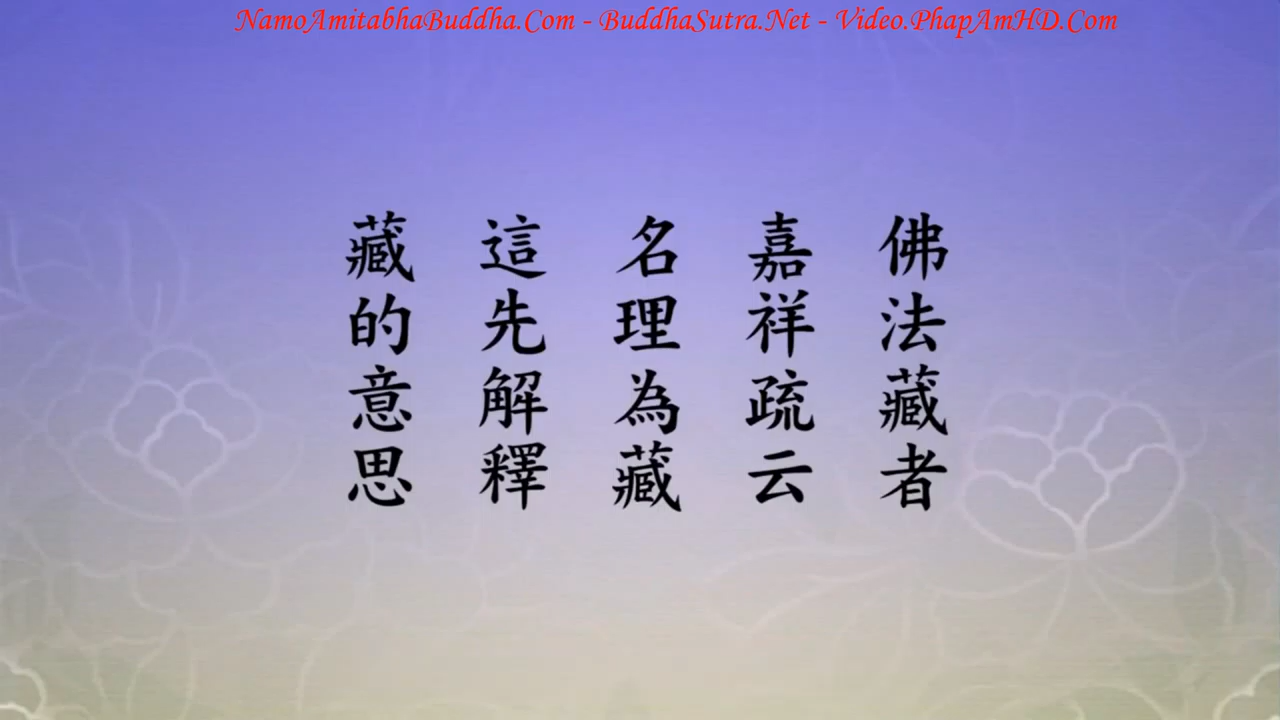 NamoAmitabhaBuddha.Com - BuddhaSutra.Net - Video.PhapAmHD.Com
佛法藏者
嘉祥疏云
名理為藏
這先解釋
藏的意思